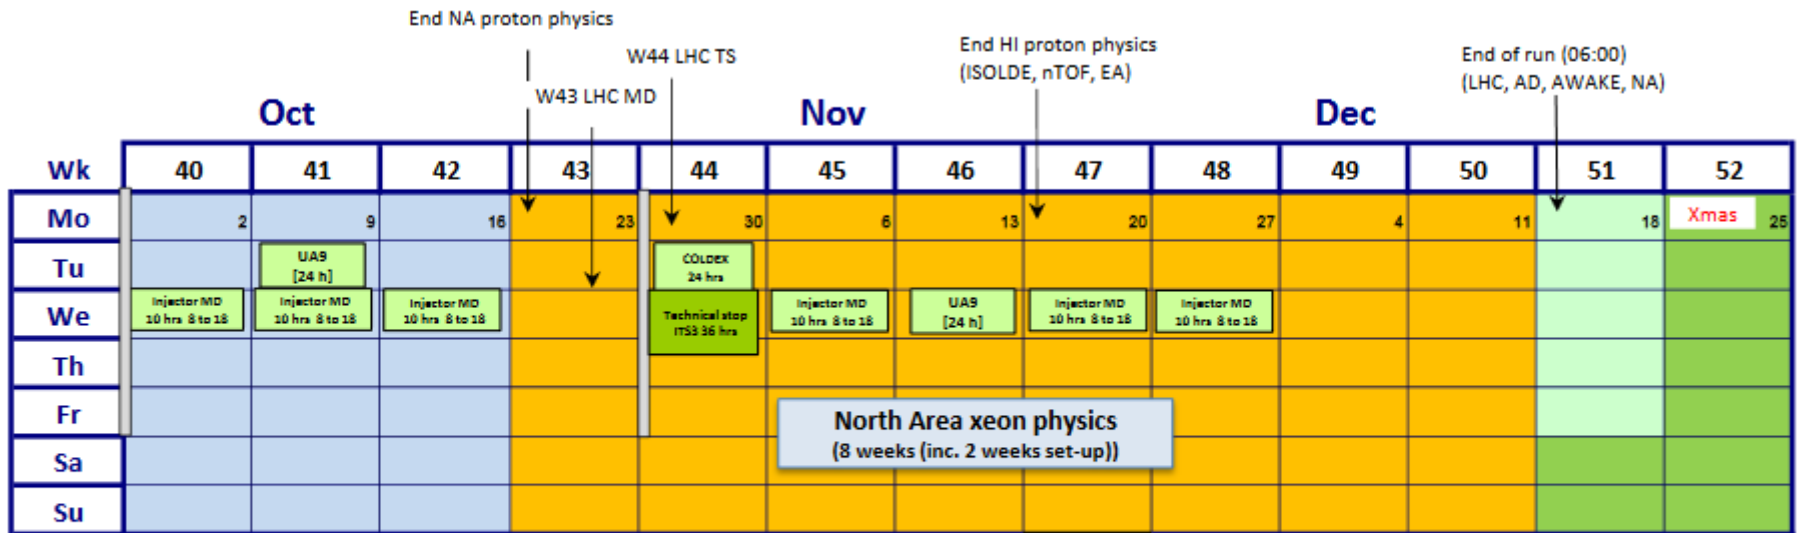 End NA proton physics
W44 LHC TS
W43 LHC MD
End HI proton physics
(ISOLDE, nTOF, EA)
End of run (06:00)
(LHC, AD, AWAKE, NA)
Oct Nov Dec
Wk 40 41 42 43 44 45 46 47 48 49 50 51 52
Mo 2 9 16 23 30 6 13 20 27 4 11 18 Xmas 25
Tu
UA9
[24 h]
COLDEX
24 hrs
We
Injector MD
10 hrs 8 to 18
Injector MD
10 hrs 8 to 18
Injector MD
10 hrs 8 to 18
Technical stop
ITS3 36 hrs
Injector MD
10 hrs 8 to 18
UA9
[24 h]
Injector MD
10 hrs 8 to 18
Injector MD
10 hrs 8 to 18
Th
Fr
North Area xeon physics
(8 weeks (inc. 2 weeks set-up))
Sa
Su